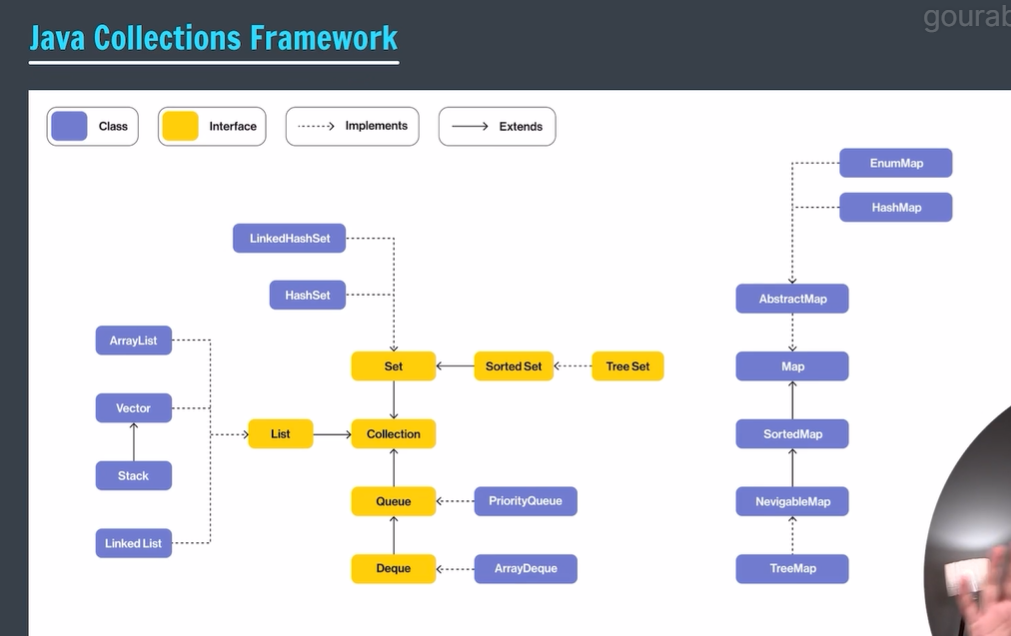 gourab
Java Collections Framework
Class
Interface
Implements
Extends
EnumMap
HashMap
LinkedHashSet
HashSet
AbstractMap
ArrayList
Set
Sorted Set
Tree Set
Map
Vector
List
Collection
SortedMap
Stack
Queue
PriorityQueue
NevigableMap
Linked List
Deque
ArrayDeque
TreeMap